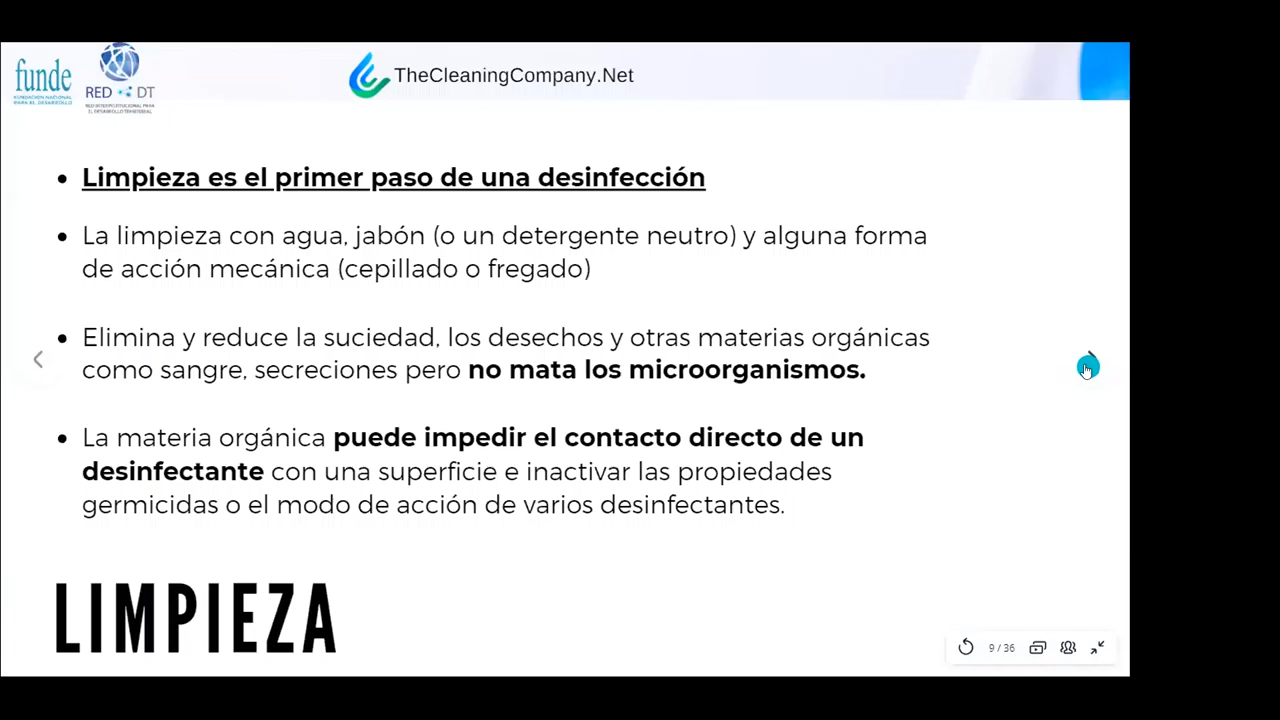 funde
FUNDACIÓN NACIONAL
PARA EL DESARROLLO
RED DT
RED INTERINSTITUCIONAL PARA
EL DESARROLLO TERRITORIAL
TheCleaningCompany.Net
• Limpieza es el primer paso de una desinfección
• La limpieza con agua, jabón (o un detergente neutro) y alguna forma
de acción mecánica (cepillado o fregado)
• Elimina y reduce la suciedad, los desechos y otras materias orgánicas
como sangre, secreciones pero no mata los microorganismos.
• La materia orgánica puede impedir el contacto directo de un
desinfectante con una superficie e inactivar las propiedades
germicidas o el modo de acción de varios desinfectantes.
LIMPIEZA
9 / 36